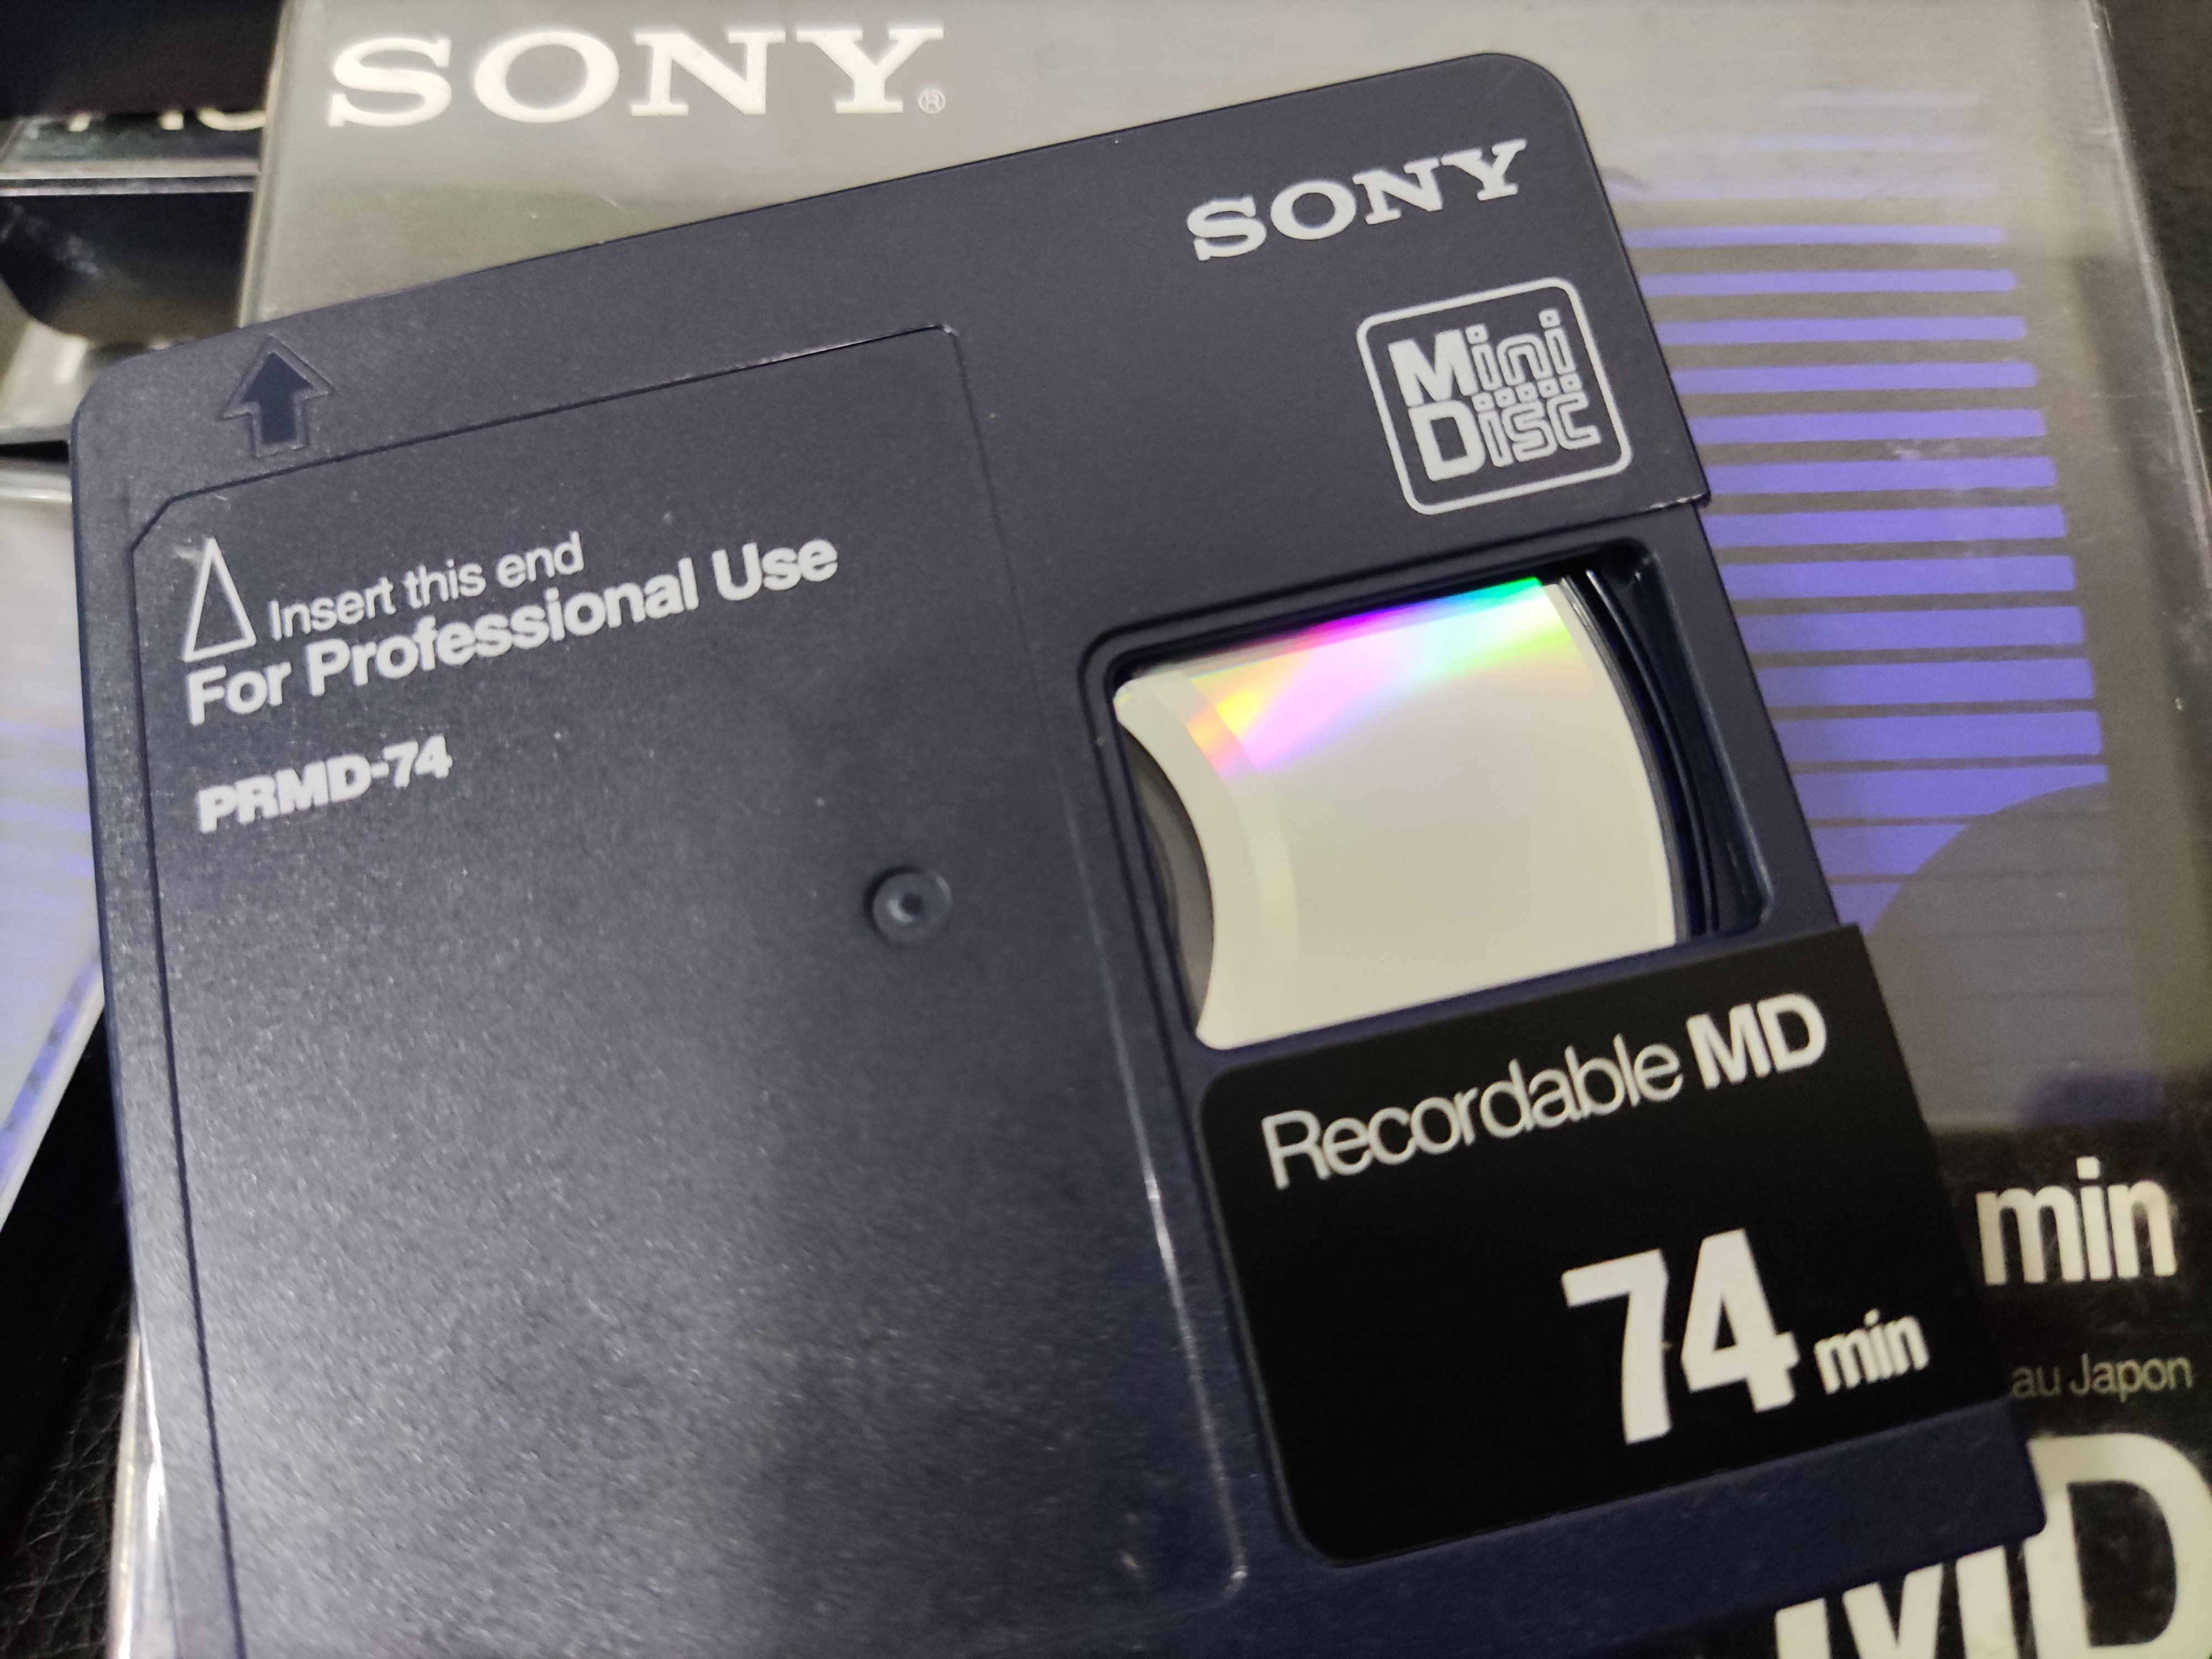 SONY®
SONY
Mini
Disc
Insert this end
For Professional Use
PRMD-74
Recordable MD
74 min
min
au Japon
MD